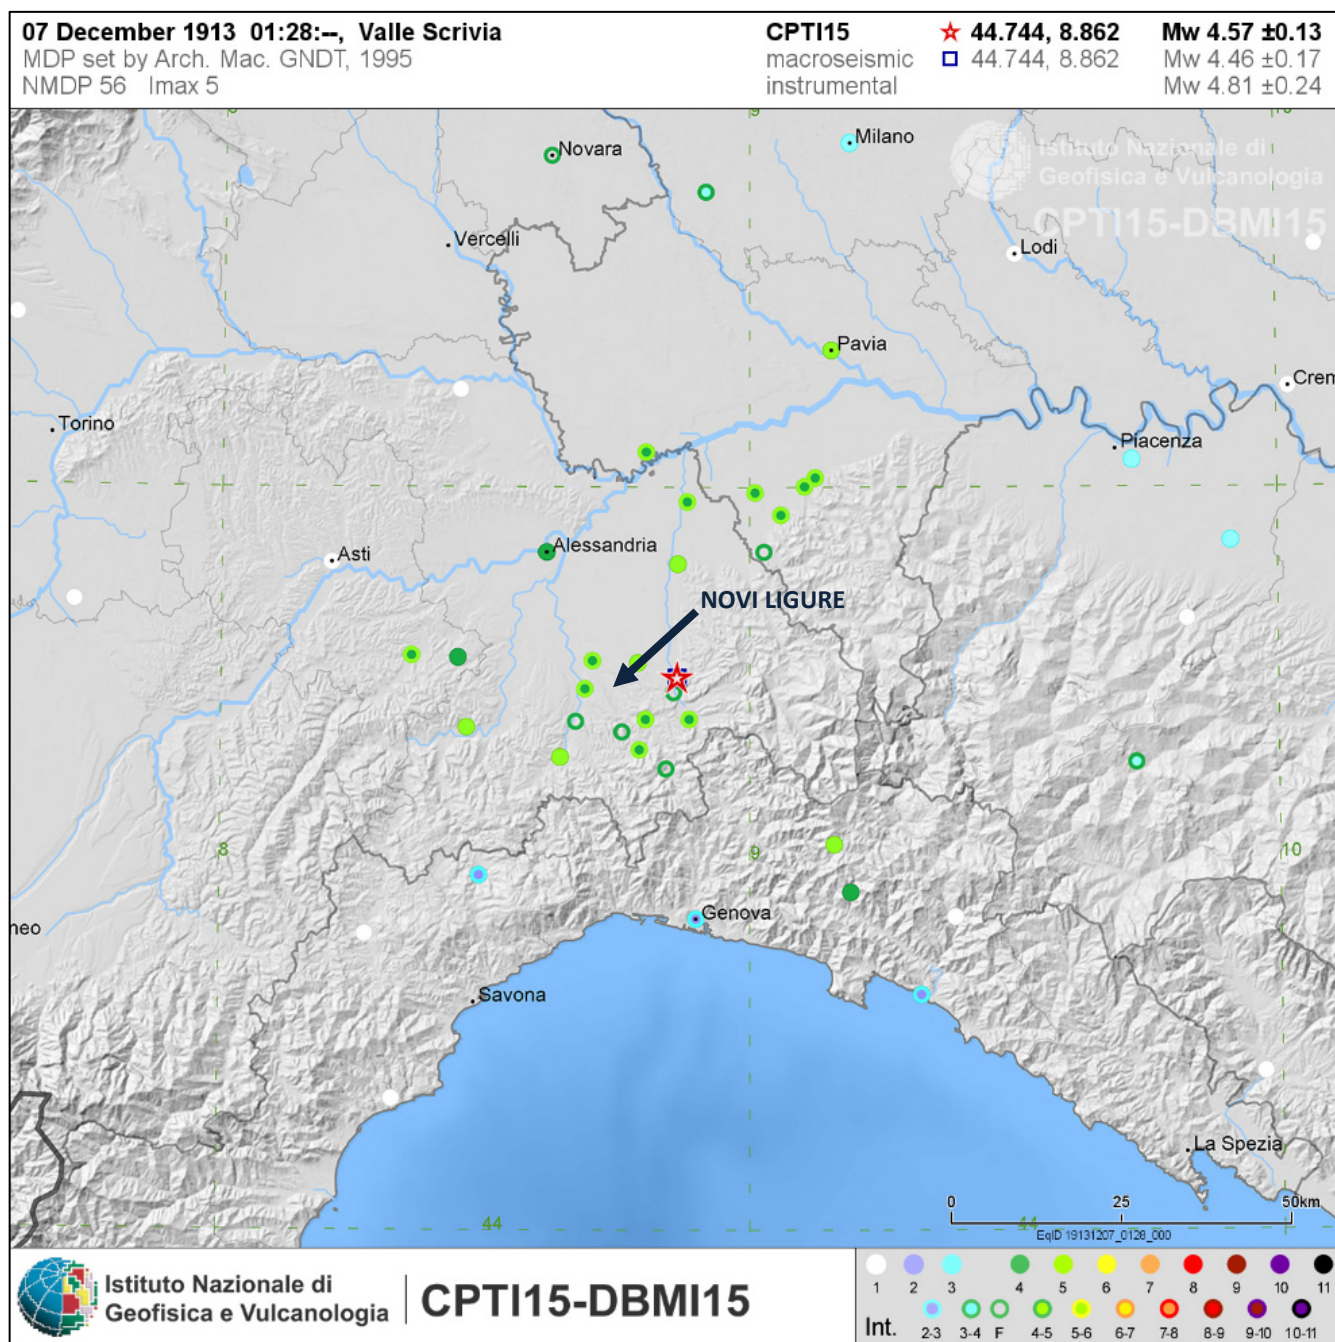 07 December 1913 01:28:--, Valle Scrivia
MDP set by Arch. Mac. GNDT, 1995
NMDP 56 Imax 5
CPTI15 44.744, 8.862 Mw 4.57 ±0.13
macroseismic 44.744, 8.862 Mw 4.46 ±0.17
instrumental Mw 4.81 ±0.24
Novara
9
Milano
Istituto Nazionale di
Geofisica e Vulcanologia
CPTI15-DBMI15
Vercelli
Lodi
Pavia
Crem
Torino
Piacenza
Asti
Alessandria
NOVI LIGURE
8
9
10
Genova
neo
Savona
La Spezia
0 25 50km
44
44
EqID 19131207_0128_000
Istituto Nazionale di
Geofisica e Vulcanologia
CPTI15-DBMI15
1 2 3 4 5 6 7 8 9 10 11
Int. 2-3 3-4 F 4-5 5-6 6-7 7-8 8-9 9-10 10-11